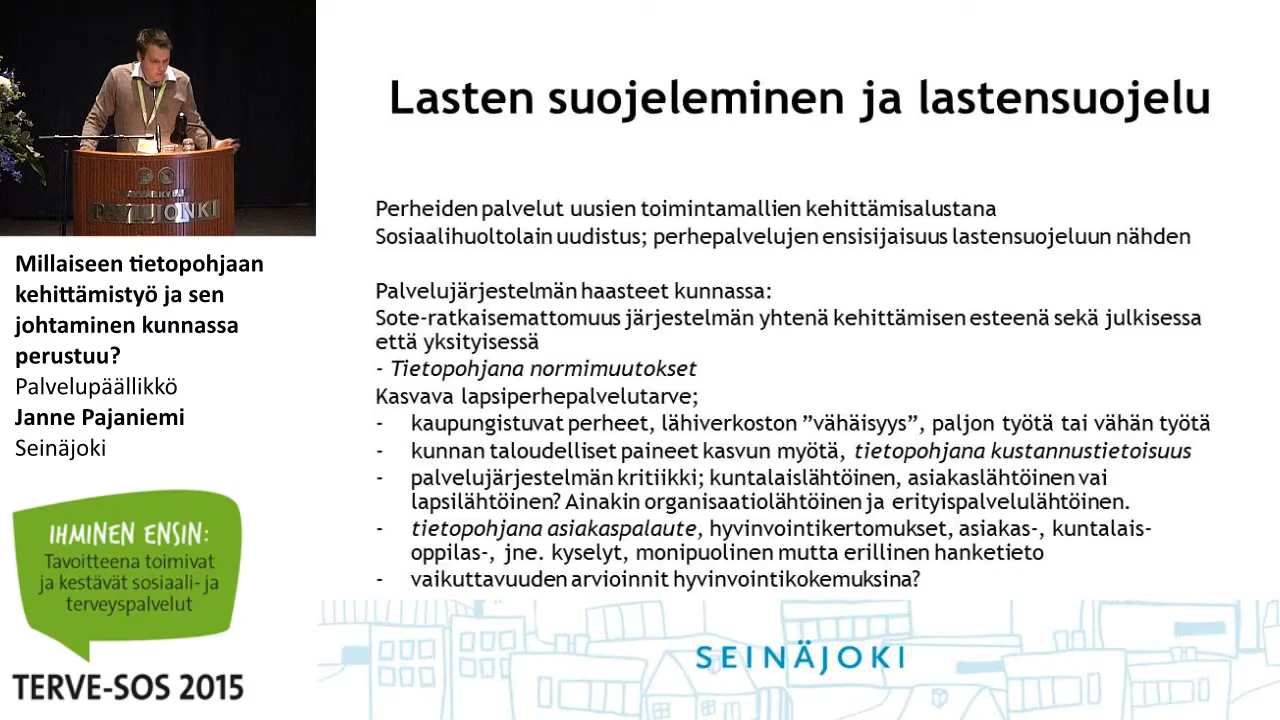 Lasten suojeleminen ja lastensuojelu
Perheiden palvelut uusien toimintamallien kehittämisalustana
Sosiaalihuoltolain uudistus; perhepalvelujen ensisijaisuus lastensuojeluun nähden
Palvelujärjestelmän haasteet kunnassa:
Sote-ratkaisemattomuus järjestelmän yhtenä kehittämisen esteenä sekä julkisessa
että yksityisessä
- Tietopohjana normimuutokset
Kasvava lapsiperhepalvelutarve;
- kaupungistuvat perheet, lähiverkoston ”vähäisyys”, paljon työtä tai vähän työtä
- kunnan taloudelliset paineet kasvun myötä, tietopohjana kustannustietoisuus
- palvelujärjestelmän kritiikki; kuntalaislähtöinen, asiakaslähtöinen vai
lapsilähtöinen? Ainakin organisaatiolähtöinen ja erityispalvelulähtöinen.
- tietopohjana asiakaspalaute, hyvinvointikertomukset, asiakas-, kuntalais-
oppilas-, jne. kyselyt, monipuolinen mutta erillinen hanketieto
- vaikuttavuuden arvioinnit hyvinvointikokemuksina?
SEINÄJOKI
PAVILJONKI
Millaiseen tietopohjaan
kehittämistyö ja sen
johtaminen kunnassa
perustuu?
Palvelupäällikkö
Janne Pajaniemi
Seinäjoki
IHMINEN ENSIN:
Tavoitteena toimivat
ja kestävät sosiaali- ja
terveyspalvelut
TERVE-SOS 2015